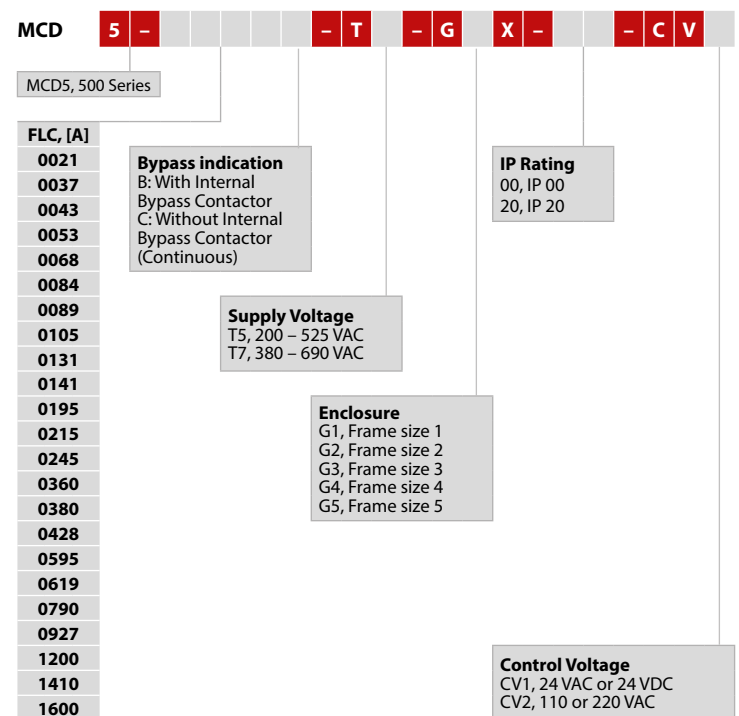 MCD 5 – – T – G X – – C V
MCD5, 500 Series
FLC, [A]
0021
0037
0043
0053
0068
0084
0089
0105
0131
0141
0195
0215
0245
0360
0380
0428
0595
0619
0790
0927
1200
1410
1600
Bypass indication
B: With Internal
Bypass Contactor
C: Without Internal
Bypass Contactor
(Continuous)
Supply Voltage
T5, 200 – 525 VAC
T7, 380 – 690 VAC
Enclosure
G1, Frame size 1
G2, Frame size 2
G3, Frame size 3
G4, Frame size 4
G5, Frame size 5
IP Rating
00, IP 00
20, IP 20
Control Voltage
CV1, 24 VAC or 24 VDC
CV2, 110 or 220 VAC